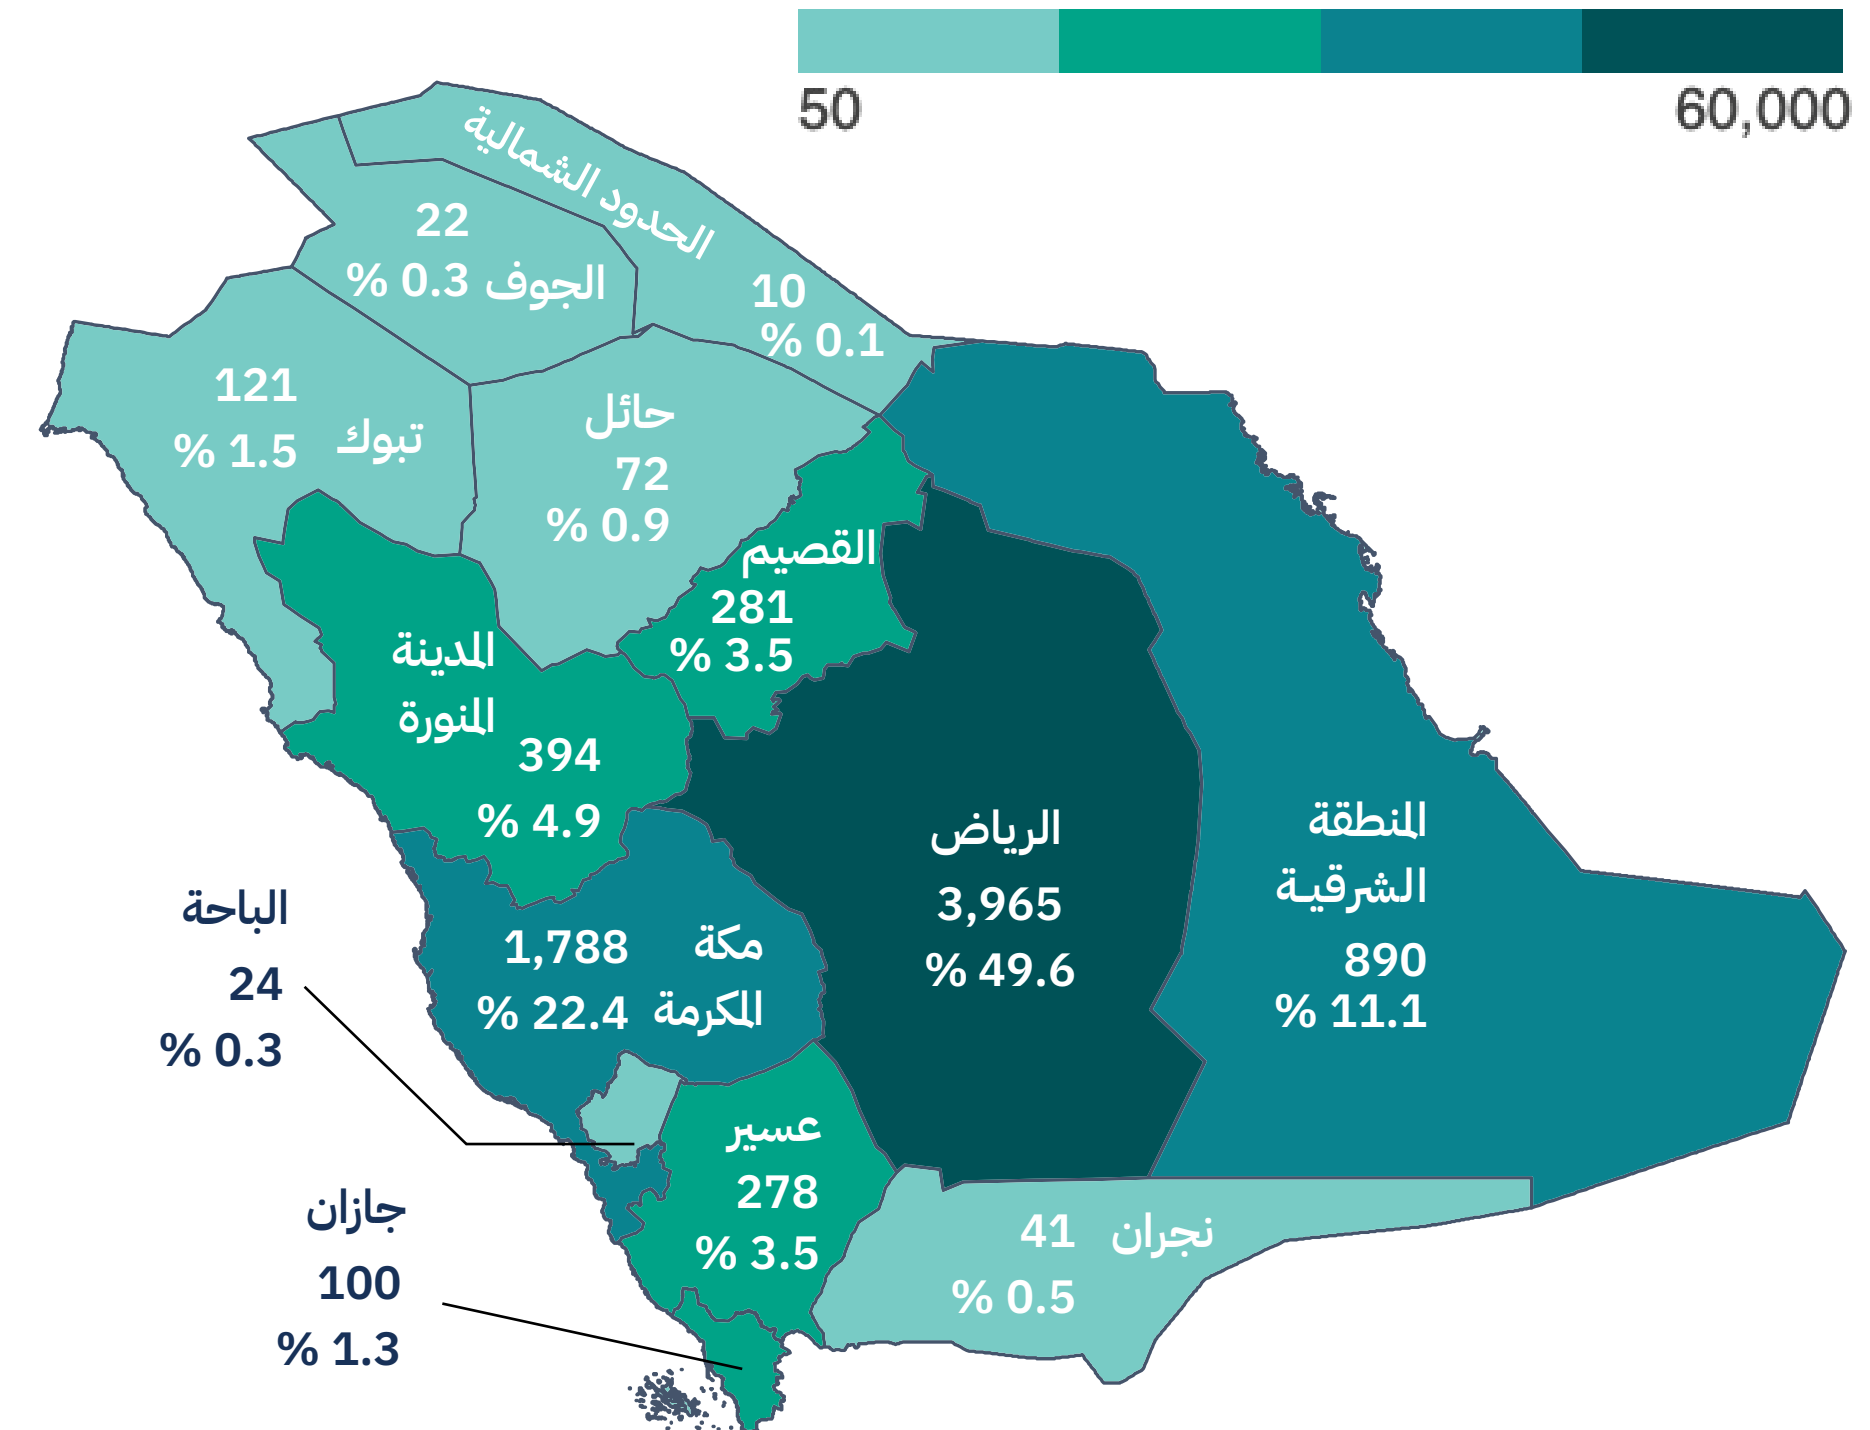 50
60,000
الحدود الشمالية
10
% 0.1
22
الجوف % 0.3
121
تبوك
% 1.5
حائل
72
% 0.9
القصيم
281
% 3.5
المدينة
المنورة
394
% 4.9
الرياض
3,965
% 49.6
المنطقة
الشرقية
890
% 11.1
مكة 1,788
المكرمة % 22.4
الباحة
24
% 0.3
عسير
278
% 3.5
جازان
100
% 1.3
نجران 41
% 0.5